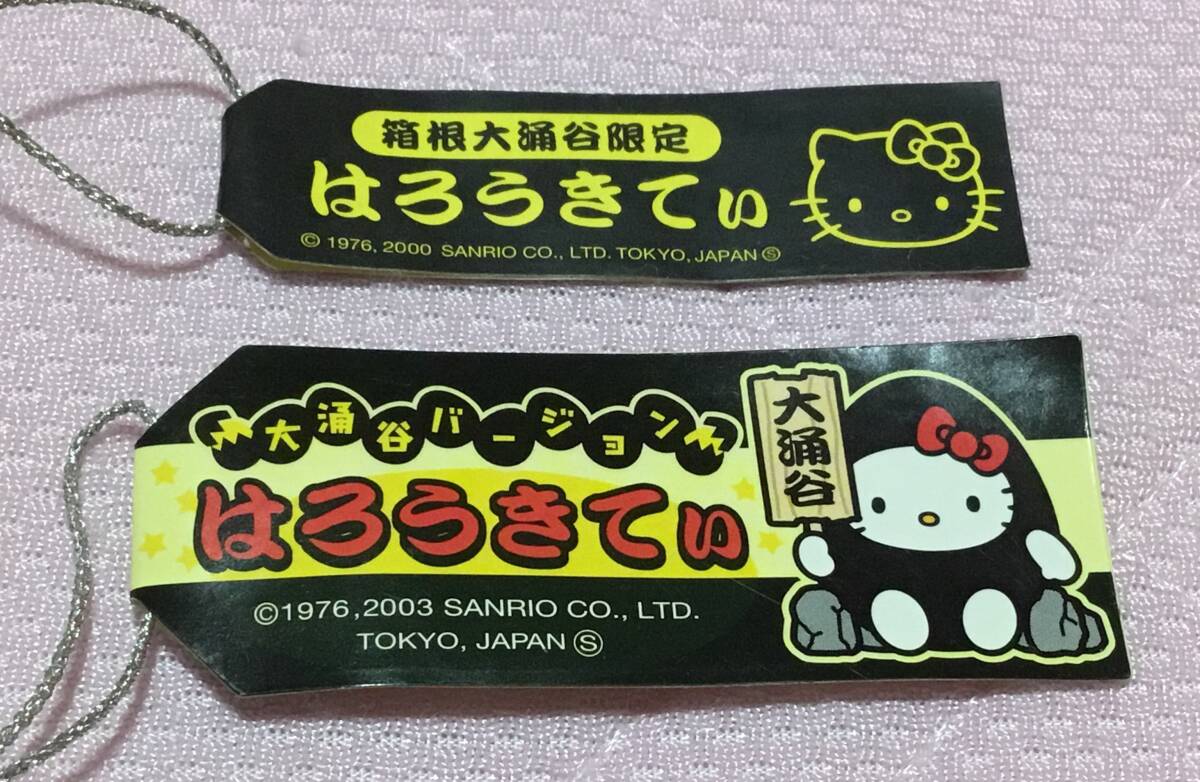 箱根大涌谷限定
はろうきてぃ
© 1976, 2000 SANRIO CO., LTD. TOKYO, JAPAN Ⓢ
大涌谷バージョン
はろうきてぃ
大涌谷
©1976,2003 SANRIO CO., LTD.
TOKYO, JAPAN Ⓢ